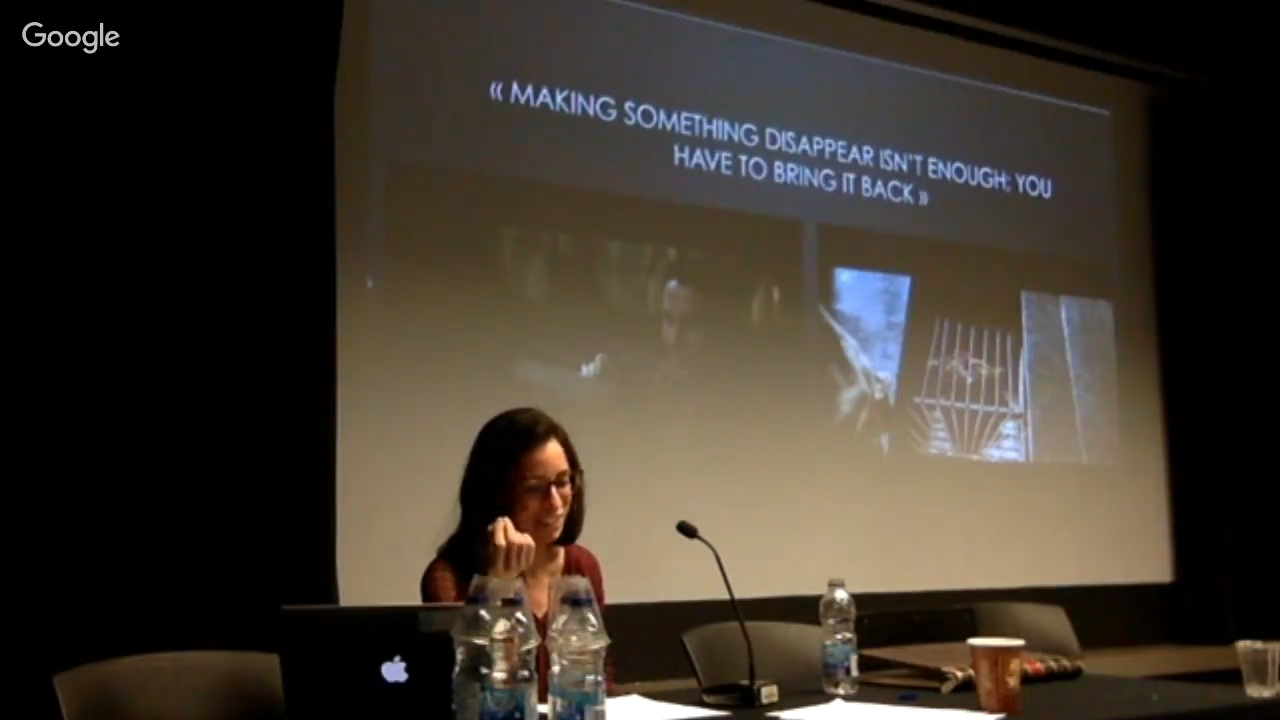 Google
« MAKING SOMETHING DISAPPEAR ISN'T ENOUGH; YOU
HAVE TO BRING IT BACK »